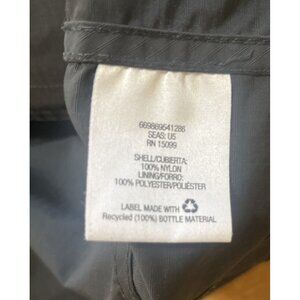 669889541286
SEAS: US
RN 15099
SHELL/CUBIERTA:
100% NYLON
LINING/FORRO:
100% POLYESTER/POLIÉSTER
LABEL MADE WITH
Recycled (100%) BOTTLE MATERIAL